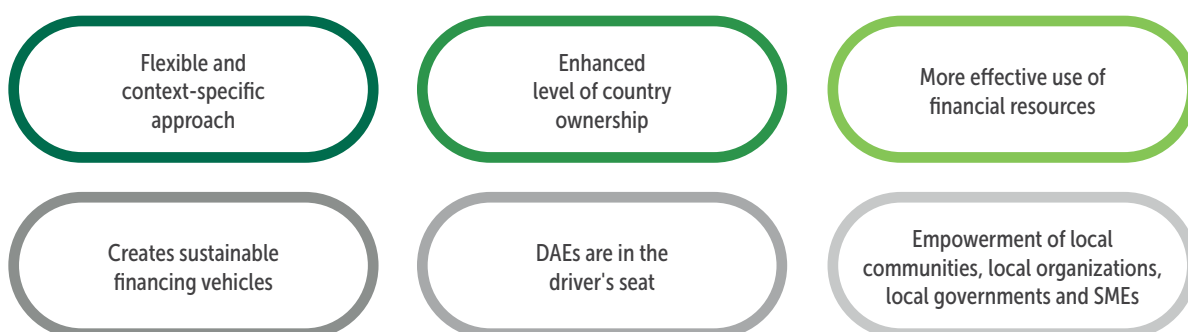 Flexible and
context-specific
approach
Enhanced
level of country
ownership
More effective use of
financial resources
Creates sustainable
financing vehicles
DAEs are in the
driver's seat
Empowerment of local
communities, local organizations,
local governments and SMEs